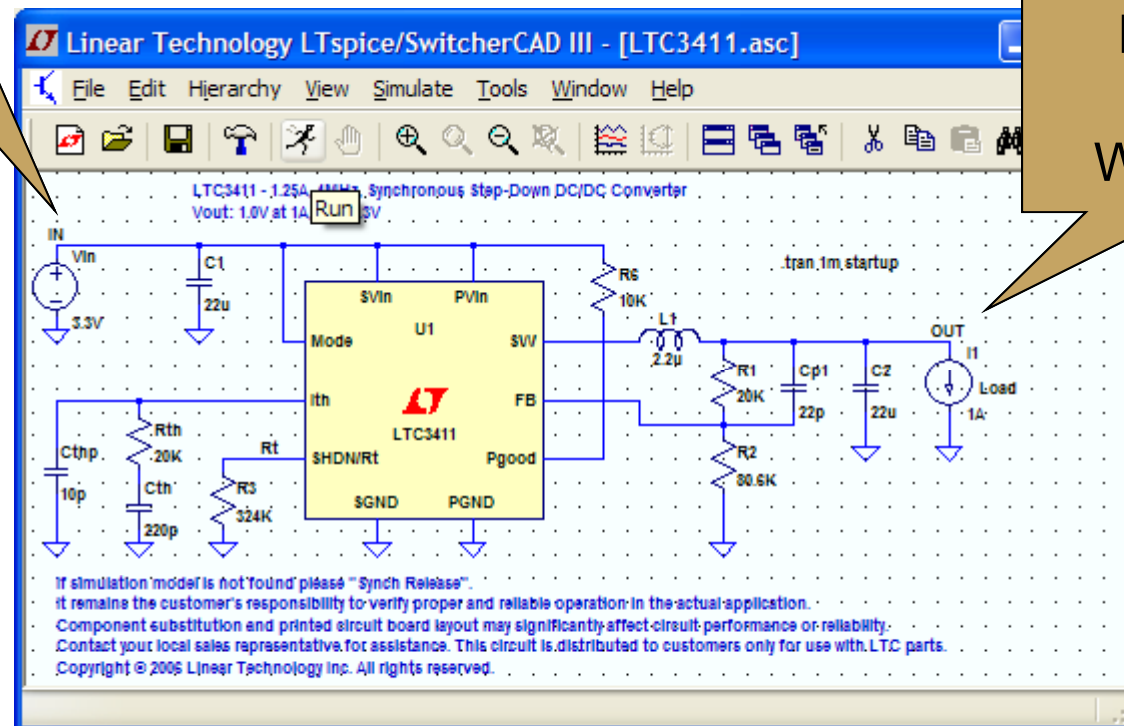 Linear Technology LTspice/SwitcherCAD III - [LTC3411.asc]
File Edit Hierarchy View Simulate Tools Window Help
W
LTC3411 - 1.25A, 4MHz, Synchronous Step-Down DC/DC Converter
Vout: 1.0V at 1A
Run
IN
Vin
3.3V
C1
22u
SVin
PVin
U1
Mode
SW
Ith
FB
LTC3411
SHDN/Rt
Pgood
SGND
PGND
R6
10K
.tran 1m startup
L1
2.2µ
OUT
R1
20K
Cp1
22p
C2
22u
I1
Load
1A
R2
80.6K
Rth
20K
Rt
Cthp
10p
Cth
220p
R3
324K
If simulation model is not found please "Synch Release".
It remains the customer's responsibility to verify proper and reliable operation in the actual application.
Component substitution end printed circuit board layout may significantly affect circuit performance or reliability.
Contact your local sales representative for assistance. This circuit is distributed to customers only for use with LTC parts.
Copyright © 2006 Linear Technology Inc. All rights reserved.